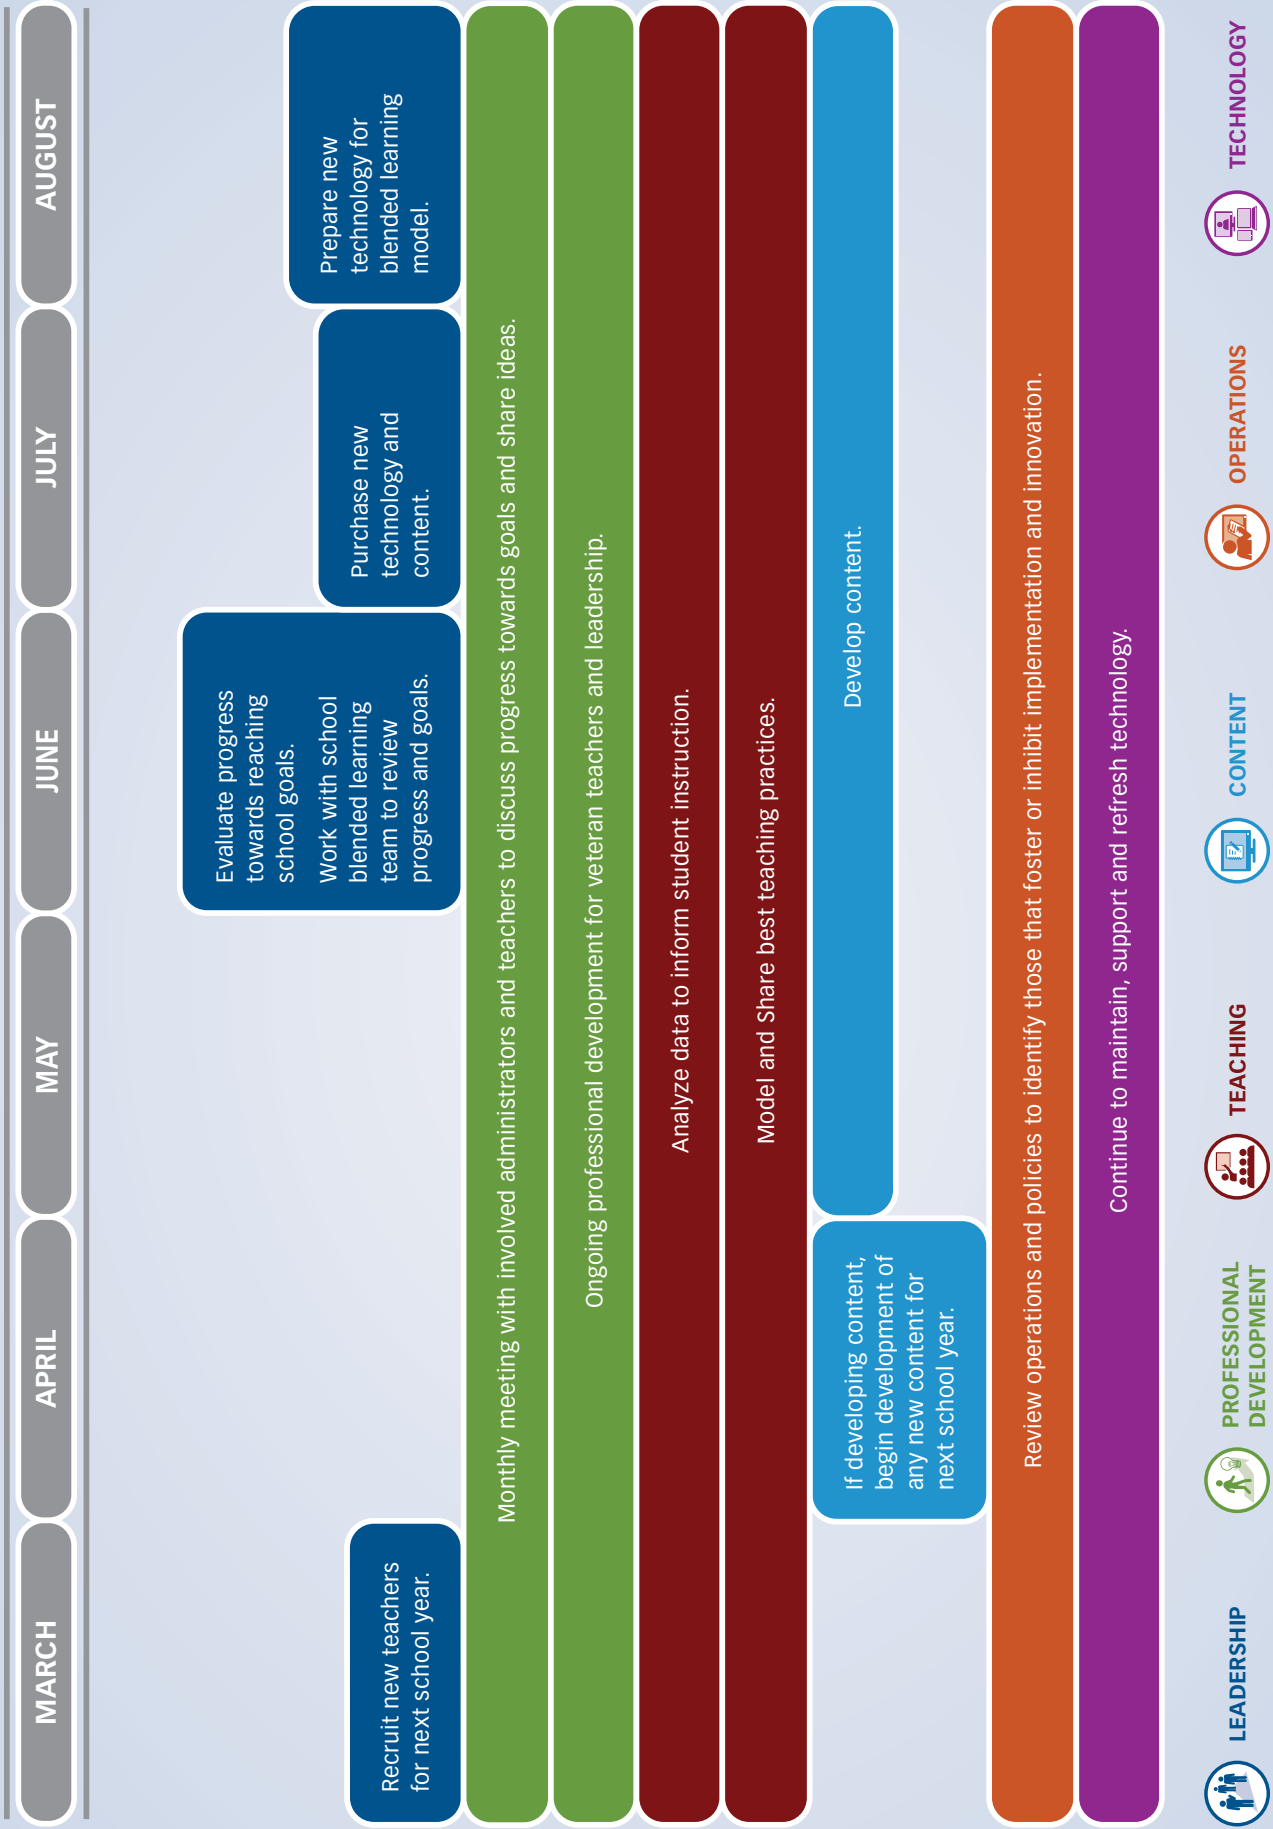 MARCH
APRIL
MAY
JUNE
JULY
AUGUST
Recruit new teachers
for next school year.
Evaluate progress
towards reaching
school goals.
Work with school
blended learning
team to review
progress and goals.
Purchase new
technology and
content.
Prepare new
technology for
blended learning
model.
Monthly meeting with involved administrators and teachers to discuss progress towards goals and share ideas.
Ongoing professional development for veteran teachers and leadership.
Analyze data to inform student instruction.
Model and Share best teaching practices.
If developing content,
begin development of
any new content for
next school year.
Develop content.
Review operations and policies to identify those that foster or inhibit implementation and innovation.
Continue to maintain, support and refresh technology.
LEADERSHIP
PROFESSIONAL
DEVELOPMENT
TEACHING
CONTENT
OPERATIONS
TECHNOLOGY